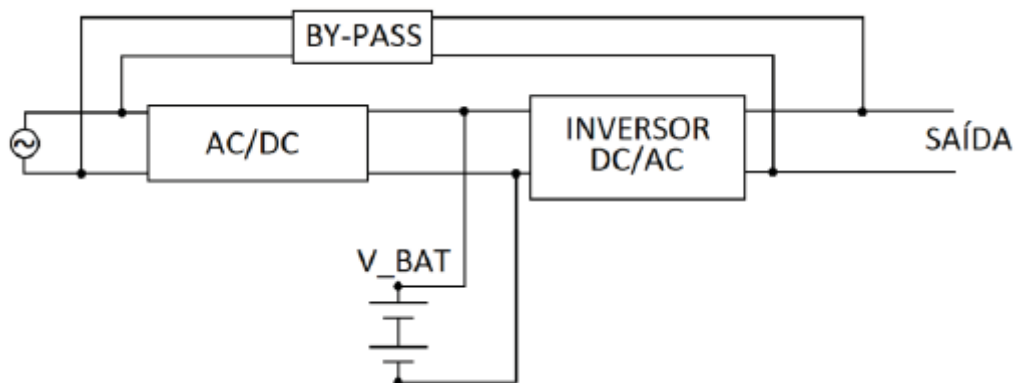 BY-PASS
AC/DC
INVERSOR
DC/AC
SAÍDA
V_BAT